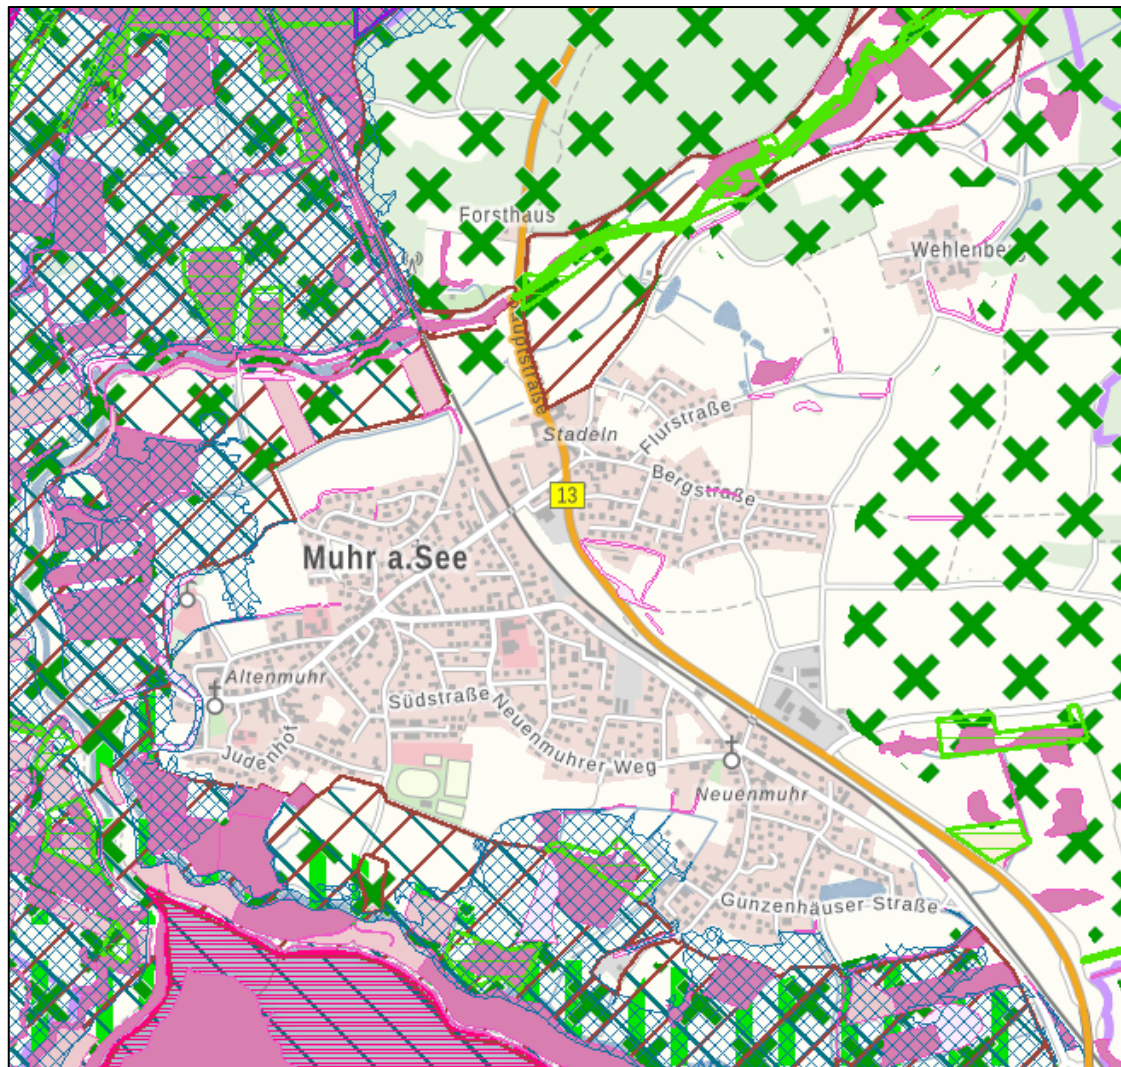 Forsthaus
Wehlenberg
Hauptstraße
Flurstraße
Stadeln
Bergstraße
13
Muhr a.See
Altenmuhr
Südstraße
Neuenmuhrer Weg
Judenhof
Neuenmuhr
Gunzenhäuser Straße